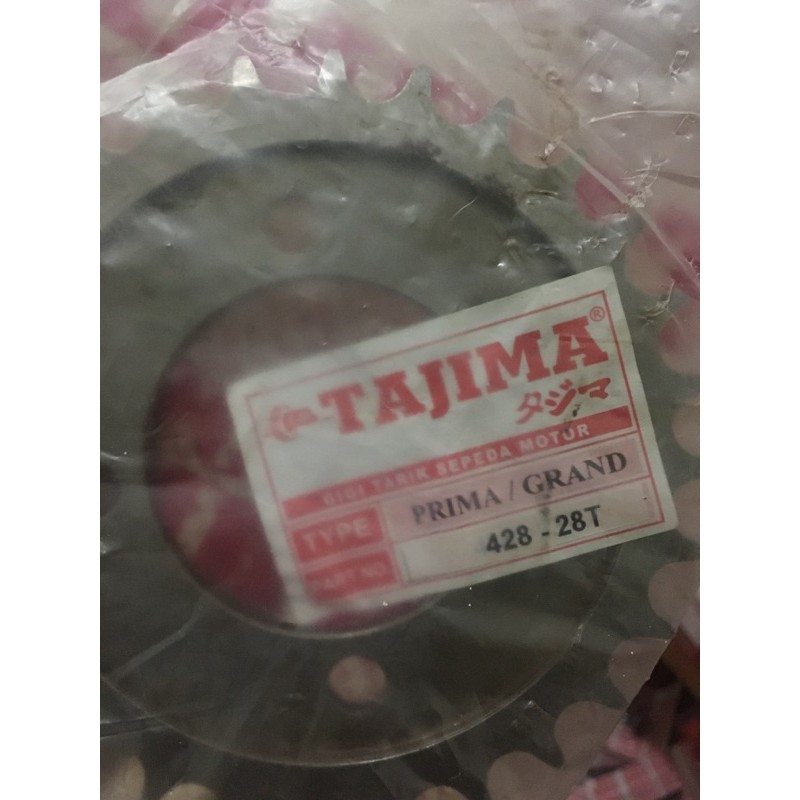 TAJIMA®
タジマ
GIGI TARIK SEPEDA MOTOR
TYPE PRIMA / GRAND
PART NO. 428 - 28T